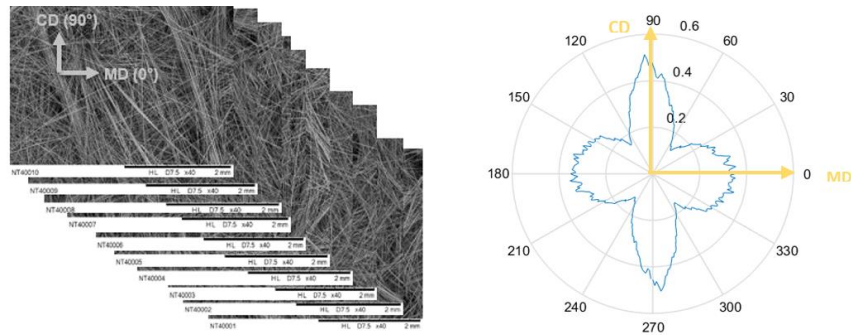 CD (90°)
MD (0°)
NT40010 HL D7.5 x40 2 mm
NT40009 HL D7.5 x40 2 mm
NT40008 HL D7.5 x40 2 mm
NT40007 HL D7.5 x40 2 mm
NT40006 HL D7.5 x40 2 mm
NT40005 HL D7.5 x40 2 mm
NT40004 HL D7.5 x40 2 mm
NT40003 HL D7.5 x40 2 mm
NT40002 HL D7.5 x40 2 mm
NT40001 HL D7.5 x40 2 mm
CD 90 0.6
120 60
0.4
150 30
0.2
180 0 MD
210 330
240 300
270